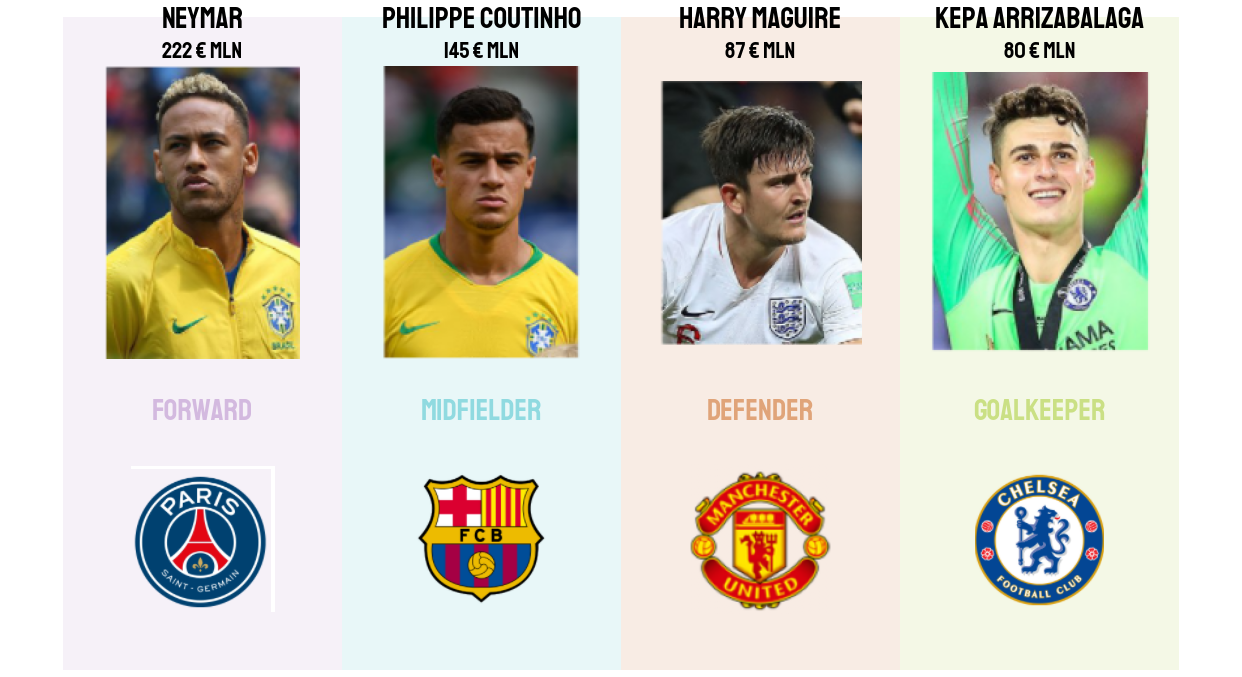 NEYMAR
222 € MLN
PHILIPPE COUTINHO
145 € MLN
HARRY MAGUIRE
87 € MLN
KEPA ARRIZABALAGA
80 € MLN
BRASIL
FORWARD
MIDFIELDER
DEFENDER
GOALKEEPER
PARIS
SAINT-GERMAIN
FCB
MANCHESTER
UNITED
CHELSEA
FOOTBALL CLUB